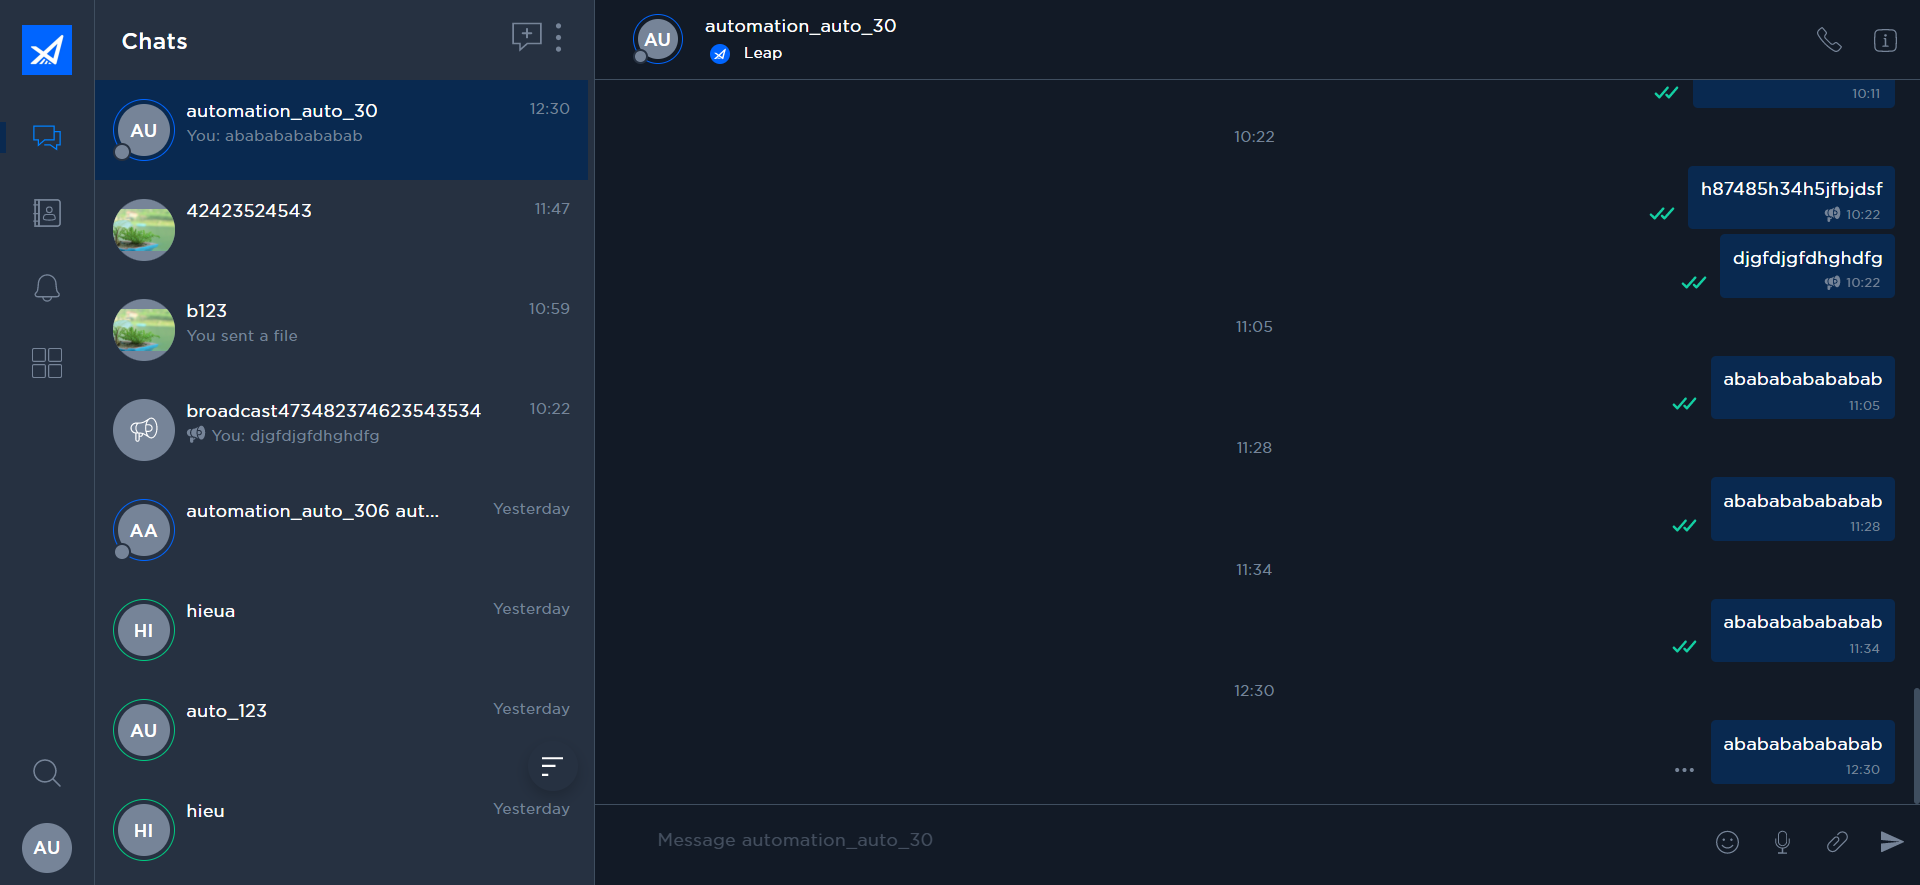 Chats
AU
automation_auto_30
12:30
You: abababababab
42423524543
11:47
b123
10:59
You sent a file
broadcast473482374623543534
10:22
You: djgfdjgfdhghdfg
AA
automation_auto_306 aut...
Yesterday
HI
hieua
Yesterday
AU
auto_123
Yesterday
HI
hieu
Yesterday
AU
AU
automation_auto_30
Leap
10:11
10:22
h87485h34h5jfbjdsf
10:22
djgfdjgfdhghdfg
10:22
11:05
abababababab
11:05
11:28
abababababab
11:28
11:34
abababababab
11:34
12:30
abababababab
12:30
Message automation_auto_30